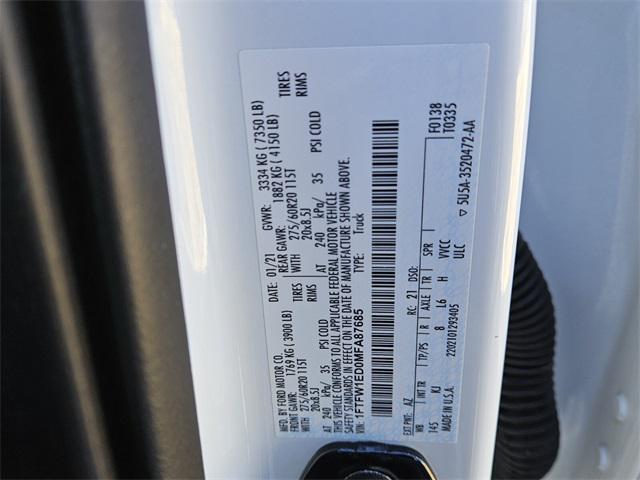 MFD. BY FORD MOTOR CO.
DATE: 01/21 GVWR: 3334 KG ( 7350 LB)
FRONT GAWR: 1769 KG ( 3900 LB) REAR GAWR: 1882 KG ( 4150 LB)
275/60R20 115T TIRES WITH 275/60R20 115T TIRES
20x8.5J RIMS 20x8.5J RIMS
AT 240 kPa/ 35 PSI COLD AT 240 kPa/ 35 PSI COLD
THIS VEHICLE CONFORMS TO ALL APPLICABLE FEDERAL MOTOR VEHICLE
SAFETY STANDARDS IN EFFECT ON THE DATE OF MANUFACTURE SHOWN ABOVE.
VIN: 1FTFW1ED0MFA87685 TYPE: Truck
EXT PNT: AZ RC: 21 DSO: F0138
T0335
WB INT TR TP/PS R AXLE TR SPR
145 KJ 8 L6 H VVCC
MADE IN U.S.A. 2202101293405 ULC
▽ 5U5A-3520472-AA